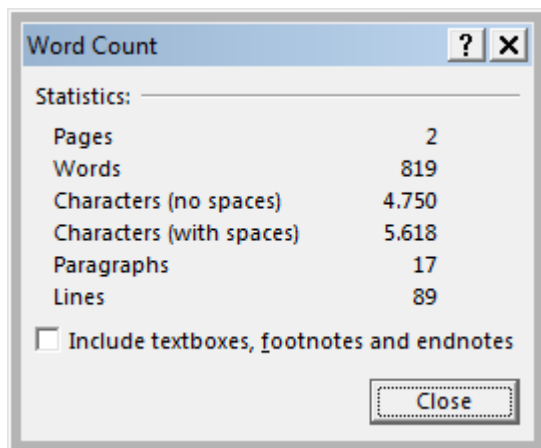 Word Count
Statistics:
Pages 2
Words 819
Characters (no spaces) 4.750
Characters (with spaces) 5.618
Paragraphs 17
Lines 89
Include textboxes, footnotes and endnotes
Close